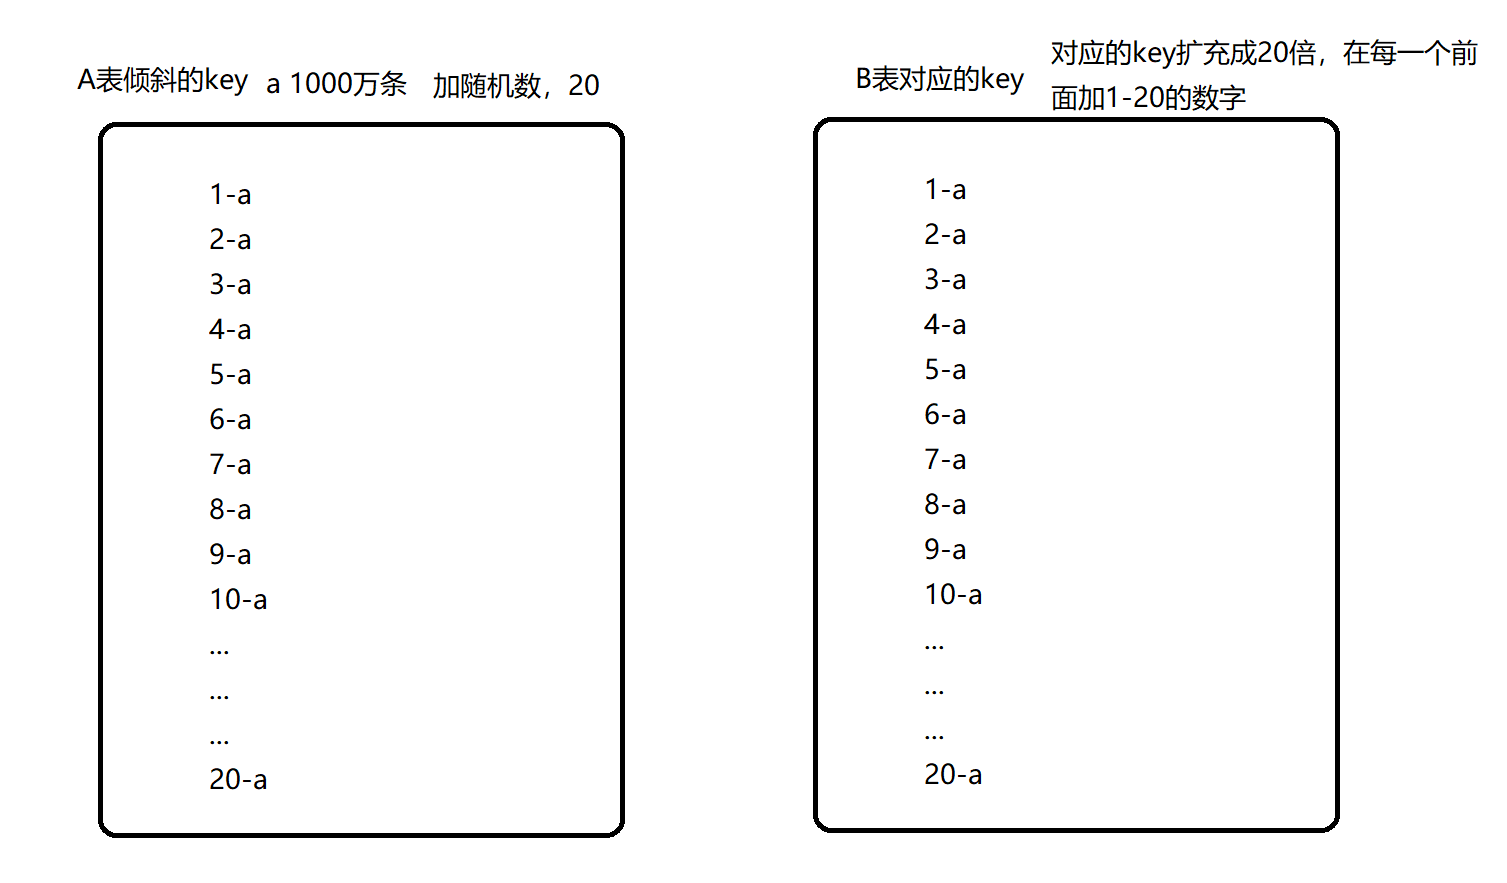 A表倾斜的key a 1000万条 加随机数，20
1-a
2-a
3-a
4-a
5-a
6-a
7-a
8-a
9-a
10-a
...
...
...
20-a
B表对应的key
对应的key扩充成20倍，在每一个前
面加1-20的数字
1-a
2-a
3-a
4-a
5-a
6-a
7-a
8-a
9-a
10-a
...
...
...
20-a